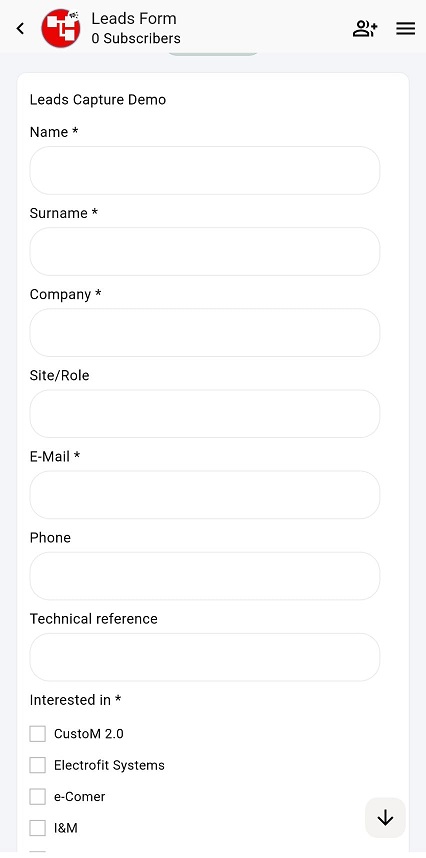 Leads Form
0 Subscribers
Leads Capture Demo
Name *
Surname *
Company *
Site/Role
E-Mail *
Phone
Technical reference
Interested in *
CustoM 2.0
Electrofit Systems
e-Comer
I&M